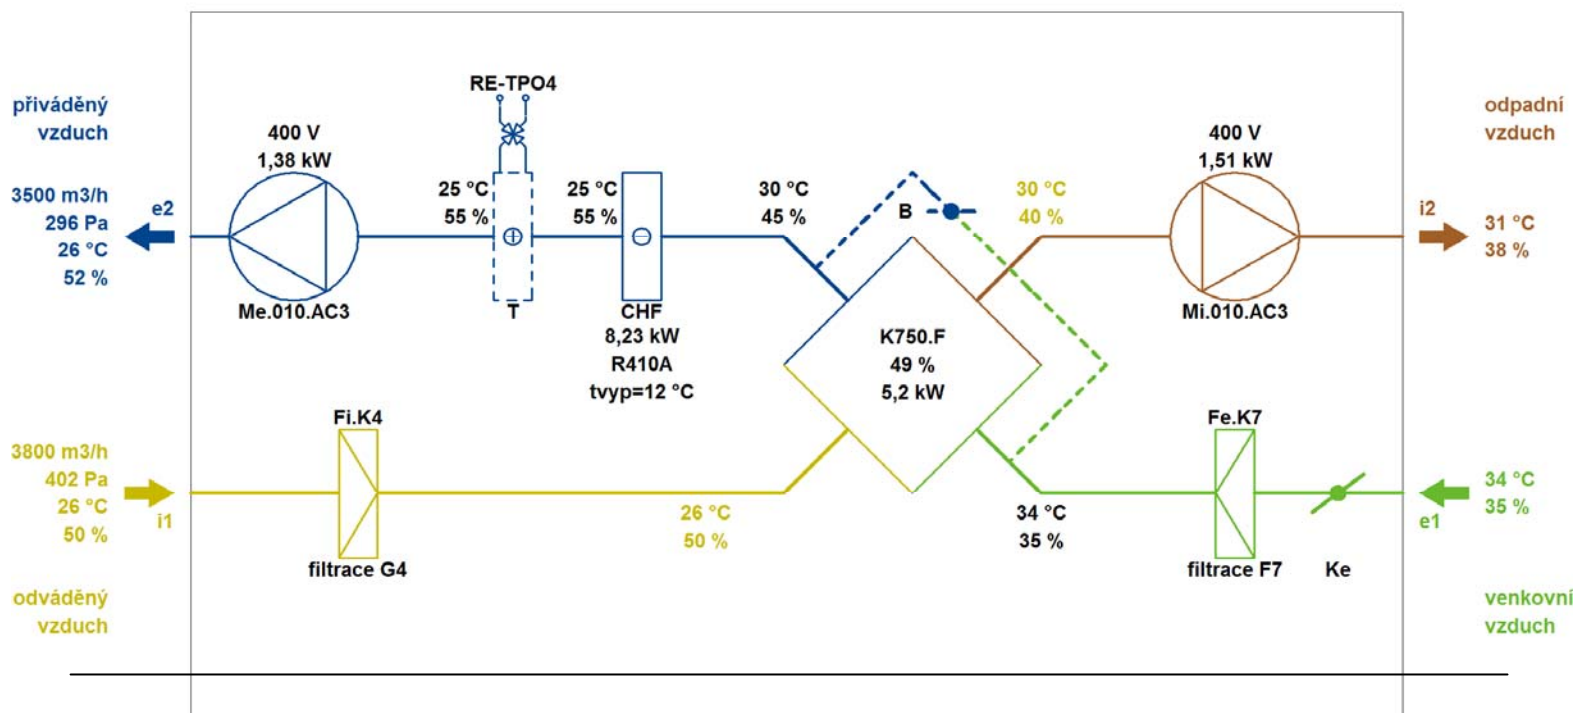 RE-TPO4
přiváděný
vzduch
400 V
1,38 kW
3500 m3/h
296 Pa
26 °C
52 %
e2
Me.010.AC3
25 °C
55 %
T
25 °C
55 %
CHF
8,23 kW
R410A
tvyp=12 °C
30 °C
45 %
B
30 °C
40 %
400 V
1,51 kW
Mi.010.AC3
odpadní
vzduch
i2
31 °C
38 %
K750.F
49 %
5,2 kW
3800 m3/h
402 Pa
26 °C
50 %
i1
Fi.K4
filtrace G4
26 °C
50 %
34 °C
35 %
Fe.K7
filtrace F7
Ke
34 °C
35 %
e1
odváděný
vzduch
venkovní
vzduch